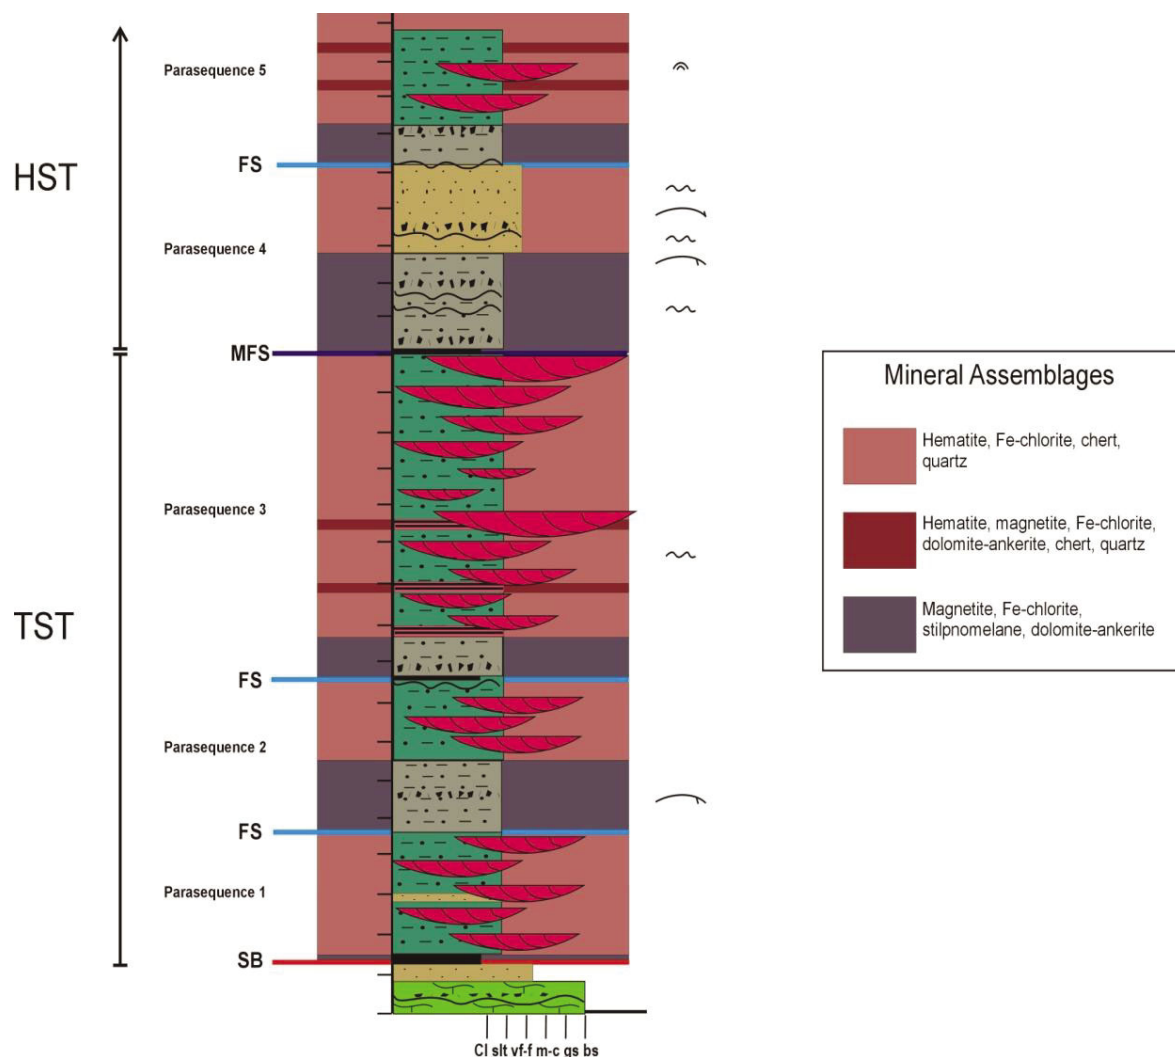 Parasequence 5
FS
HST
Parasequence 4
MFS
Parasequence 3
TST
FS
Parasequence 2
FS
Parasequence 1
SB
Cl slt vf-f m-c gs bs
Mineral Assemblages
Hematite, Fe-chlorite, chert,
quartz
Hematite, magnetite, Fe-chlorite,
dolomite-ankerite, chert, quartz
Magnetite, Fe-chlorite,
stilpnomelane, dolomite-ankerite